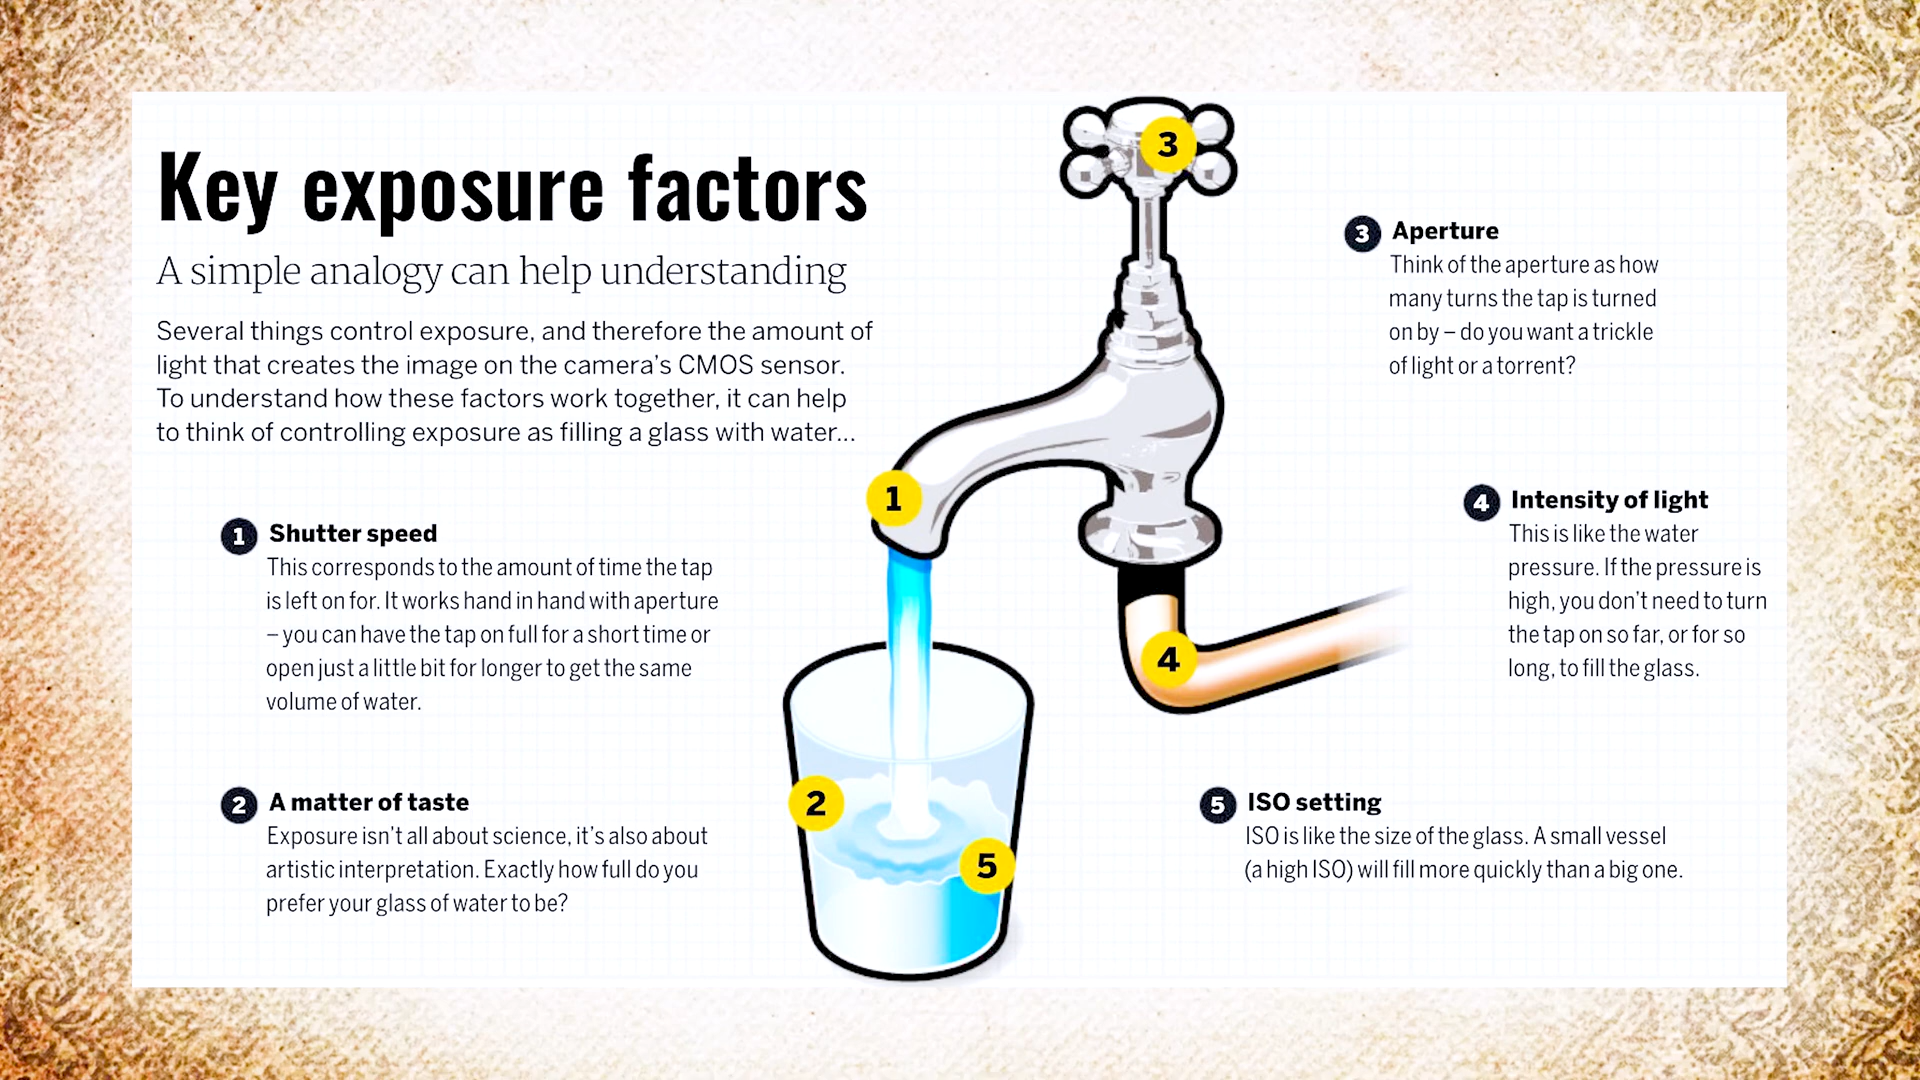 Key exposure factors
A simple analogy can help understanding
Several things control exposure, and therefore the amount of
light that creates the image on the camera's CMOS sensor.
To understand how these factors work together, it can help
to think of controlling exposure as filling a glass with water...
1 Shutter speed
This corresponds to the amount of time the tap
is left on for. It works hand in hand with aperture
– you can have the tap on full for a short time or
open just a little bit for longer to get the same
volume of water.
2 A matter of taste
Exposure isn't all about science, it's also about
artistic interpretation. Exactly how full do you
prefer your glass of water to be?
3
1
4
2
5
3 Aperture
Think of the aperture as how
many turns the tap is turned
on by – do you want a trickle
of light or a torrent?
4 Intensity of light
This is like the water
pressure. If the pressure is
high, you don't need to turn
the tap on so far, or for so
long, to fill the glass.
5 ISO setting
ISO is like the size of the glass. A small vessel
(a high ISO) will fill more quickly than a big one.